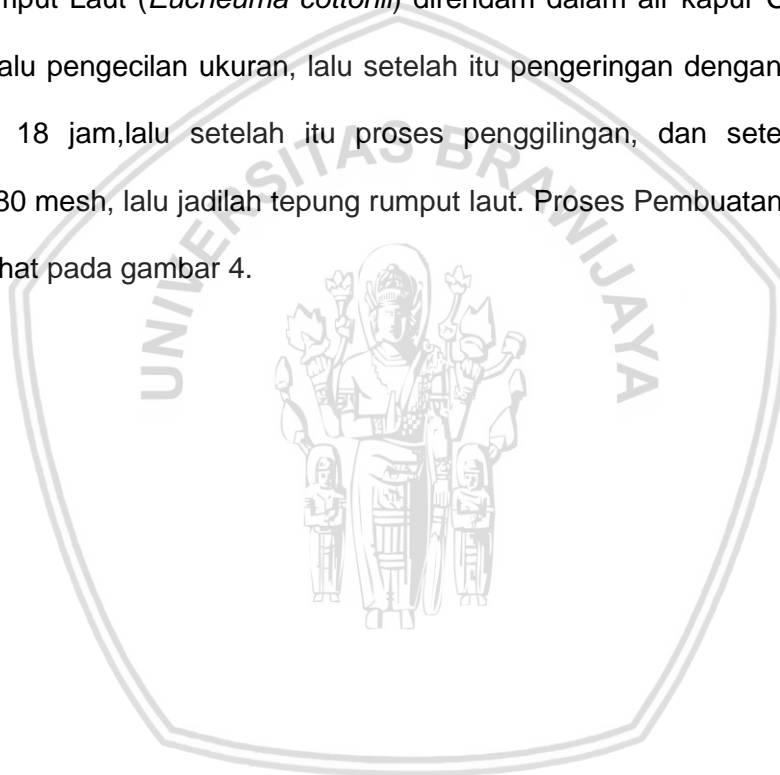 mput Laut (Eucheuma cottonii) direndam dalam air kapur C
alu pengecilan ukuran, lalu setelah itu pengeringan dengan
18 jam,lalu setelah itu proses penggilingan, dan sete
80 mesh, lalu jadilah tepung rumput laut. Proses Pembuatan
hat pada gambar 4.
UNIVERSITAS BRAWIJAYA